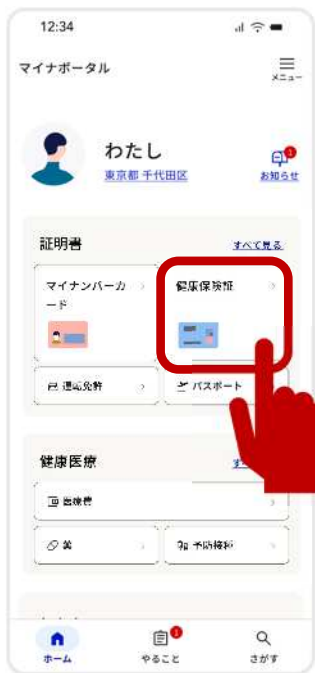 12:34
マイナポータル
メニュー
わたし
東京都 千代田区
1
お知らせ
証明書
すべて見る
マイナンバーカ
ード
健康保険証
運転免許
パスポート
健康医療
す
医療費
薬
予防接種
1
ホーム
やること
さがす